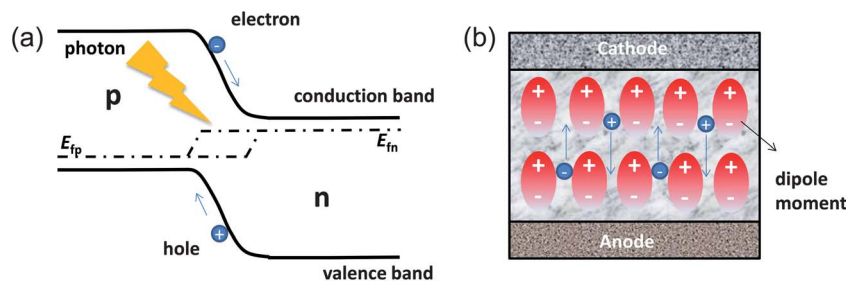 (a)
electron
photon
-
p
conduction band
Efp
Efn
n
+
hole
valence band
(b)
Cathode
+ + + + +
- - + - - + -
+ + + + +
- - - - - - -
dipole
moment
Anode